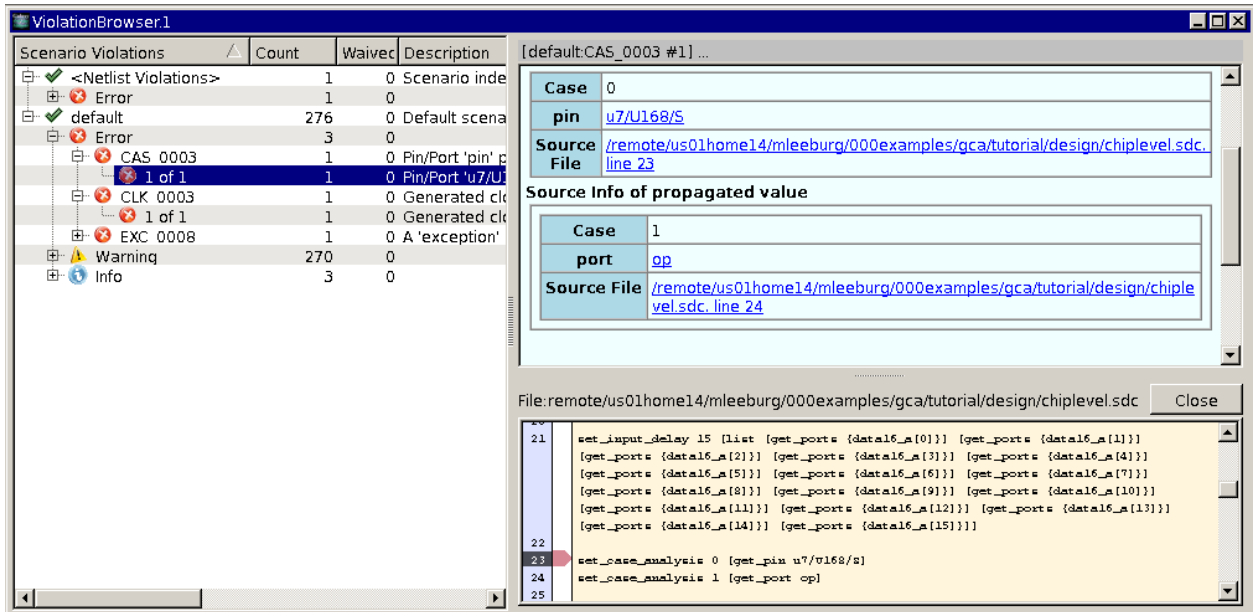 ViolationBrowser.1
Scenario Violations Count Waived Description
<Netlist Violations> 1 0 Scenario inde
Error 1 0
default 276 0 Default scena
Error 3 0
CAS_0003 1 0 Pin/Port 'pin' p
1 of 1 1 0 Pin/Port 'u7/U1
CLK_0003 1 0 Generated clo
1 of 1 1 0 Generated clo
EXC_0008 1 0 A 'exception'
Warning 270 0
Info 3 0
[default:CAS_0003 #1] ...
Case 0
pin u7/U168/S
Source File /remote/us01home14/mleeburg/000examples/gca/tutorial/design/chiplevel.sdc.
line 23
Source Info of propagated value
Case 1
port op
Source File /remote/us01home14/mleeburg/000examples/gca/tutorial/design/chiple
vel.sdc. line 24
File:remote/us01home14/mleeburg/000examples/gca/tutorial/design/chiplevel.sdc Close
21 set_input_delay 15 [list [get_ports {data16_a[0]}] [get_ports {data16_a[1]}]
[get_ports {data16_a[2]}] [get_ports {data16_a[3]}] [get_ports {data16_a[4]}]
[get_ports {data16_a[5]}] [get_ports {data16_a[6]}] [get_ports {data16_a[7]}]
[get_ports {data16_a[8]}] [get_ports {data16_a[9]}] [get_ports {data16_a[10]}]
[get_ports {data16_a[11]}] [get_ports {data16_a[12]}] [get_ports {data16_a[13]}]
[get_ports {data16_a[14]}] [get_ports {data16_a[15]}]]
22
23 set_case_analysis 0 [get_pin u7/U168/S]
24 set_case_analysis 1 [get_port op]
25